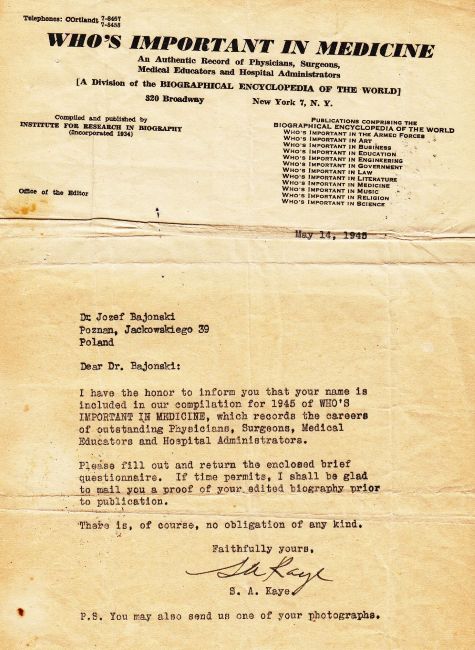 Telephones: COrtlandt 7-8457
7-8458
WHO'S IMPORTANT IN MEDICINE
An Authentic Record of Physicians, Surgeons,
Medical Educators and Hospital Administrators
[A Division of the BIOGRAPHICAL ENCYCLOPEDIA OF THE WORLD]
320 Broadway New York 7, N. Y.
Compiled and published by
INSTITUTE FOR RESEARCH IN BIOGRAPHY
(Incorporated 1934)
Office of the Editor
PUBLICATIONS COMPRISING THE
BIOGRAPHICAL ENCYCLOPEDIA OF THE WORLD
WHO'S IMPORTANT IN THE ARMED FORCES
WHO'S IMPORTANT IN ART
WHO'S IMPORTANT IN BUSINESS
WHO'S IMPORTANT IN EDUCATION
WHO'S IMPORTANT IN ENGINEERING
WHO'S IMPORTANT IN GOVERNMENT
WHO'S IMPORTANT IN LAW
WHO'S IMPORTANT IN LITERATURE
WHO'S IMPORTANT IN MEDICINE
WHO'S IMPORTANT IN MUSIC
WHO'S IMPORTANT IN RELIGION
WHO'S IMPORTANT IN SCIENCE
May 14, 1945
Dr Jozef Bajonski
Poznan, Jackowskiego 39
Poland
Dear Dr. Bajonski:
I have the honor to inform you that your name is
included in our compilation for 1945 of WHO'S
IMPORTANT IN MEDICINE, which records the careers
of outstanding Physicians, Surgeons, Medical
Educators and Hospital Administrators.
Please fill out and return the enclosed brief
questionnaire. If time permits, I shall be glad
to mail you a proof of your edited biography prior
to publication.
There is, of course, no obligation of any kind.
Faithfully yours,
SA Kaye
S. A. Kaye
P.S. You may also send us one of your photographs.